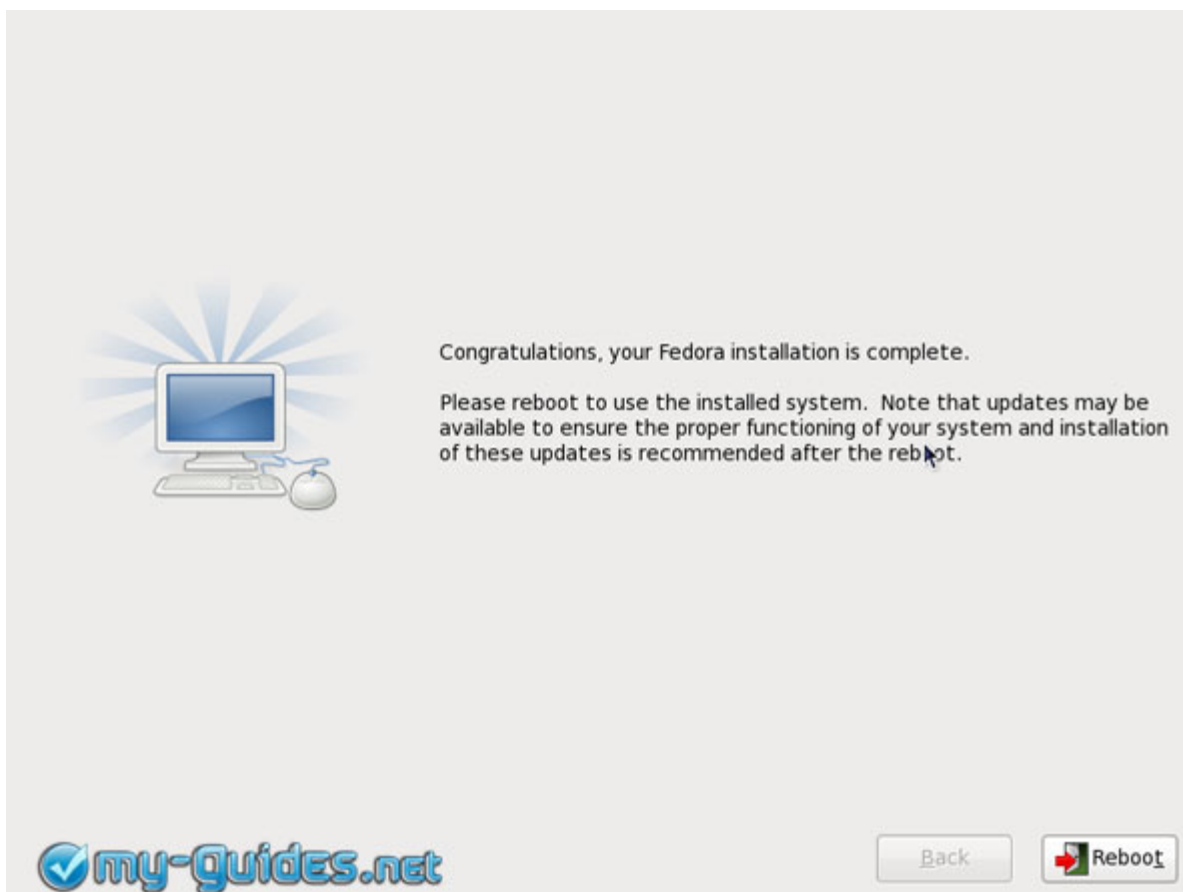 Congratulations, your Fedora installation is complete.
Please reboot to use the installed system. Note that updates may be
available to ensure the proper functioning of your system and installation
of these updates is recommended after the reboot.
my-guides.net
Back
Reboot